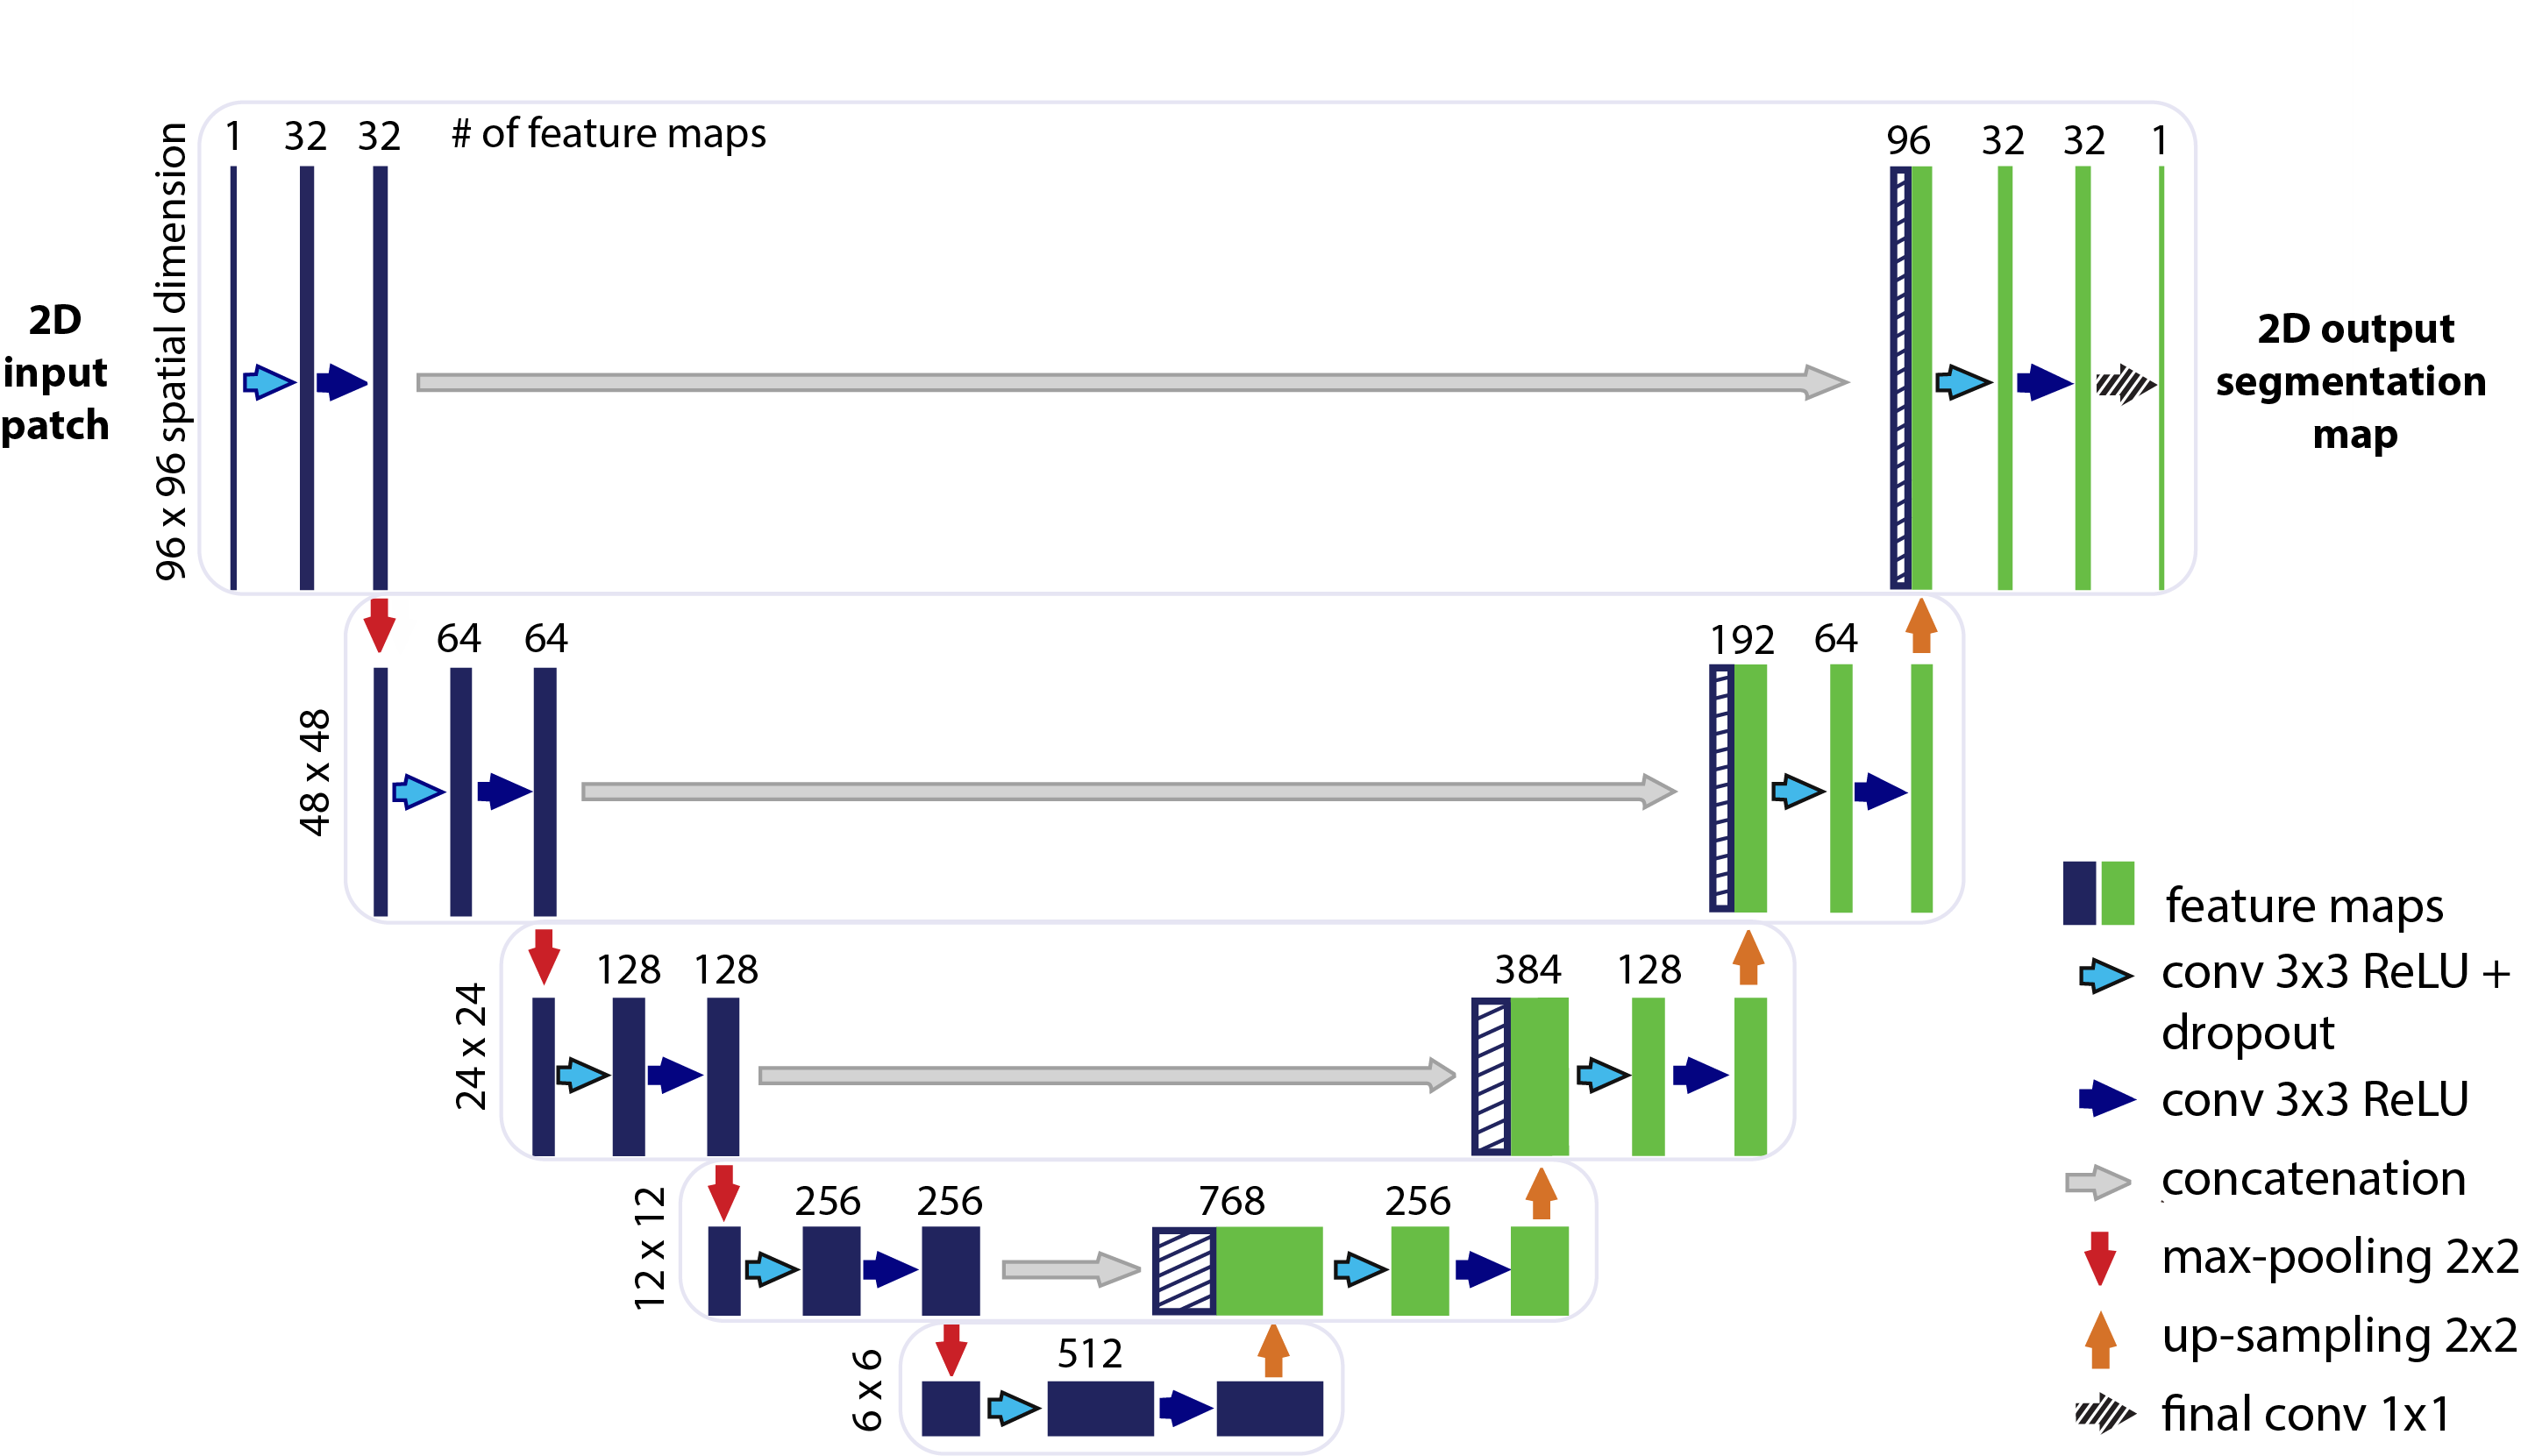 1 32 32 # of feature maps
96 32 32 1
96 x 96 spatial dimension
2D
input
patch
2D output
segmentation
map
64 64
192 64
48 x 48
128 128
384 128
24 x 24
256 256
768 256
12 x 12
512
6 x 6
feature maps
conv 3x3 ReLU +
dropout
conv 3x3 ReLU
concatenation
max-pooling 2x2
up-sampling 2x2
final conv 1x1